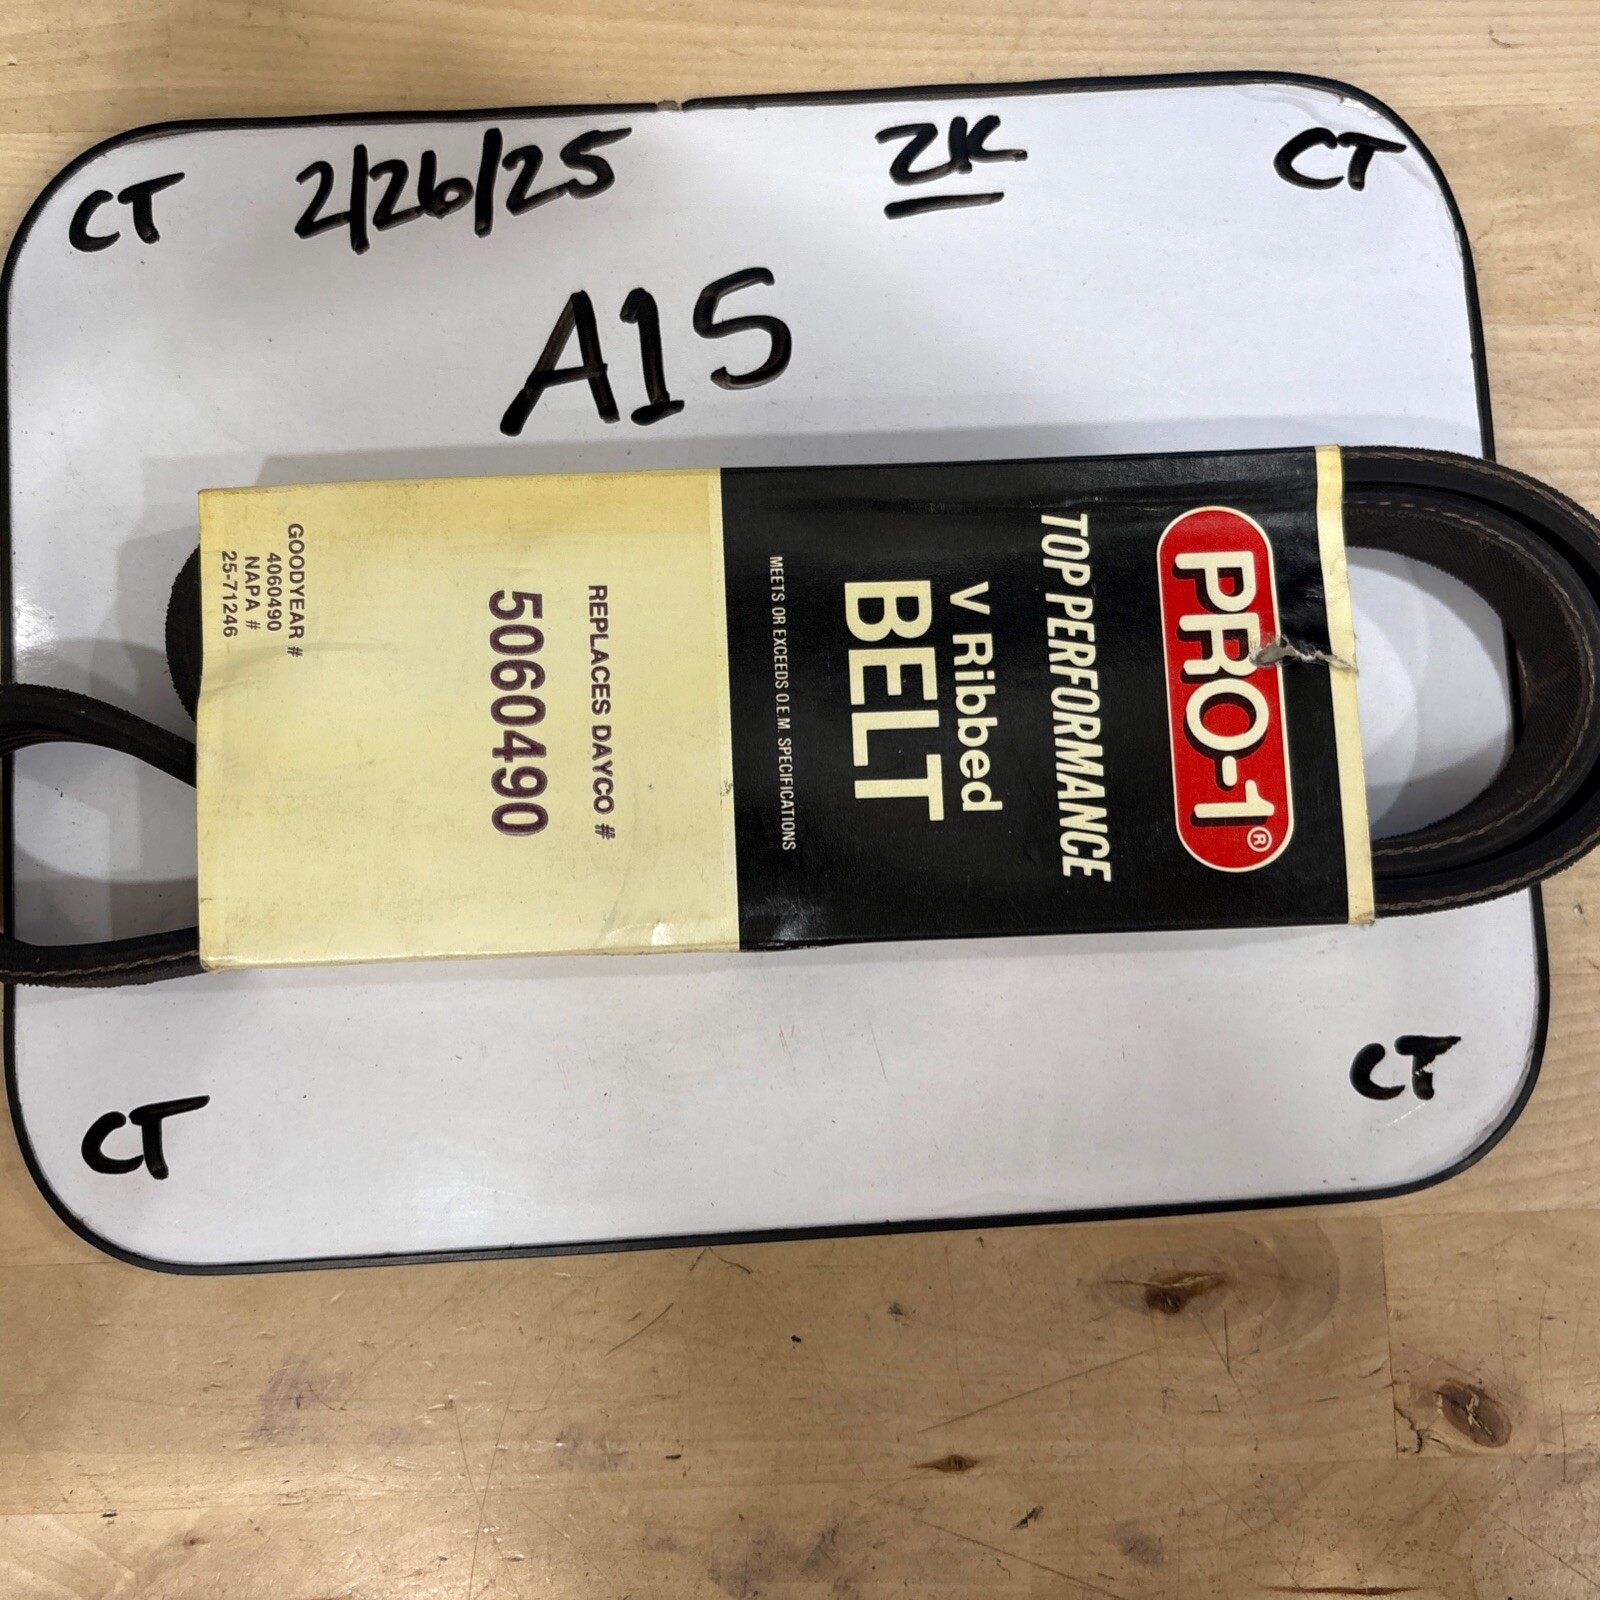 CT 2/26/25 ZK CT
A15
PRO-1®
TOP PERFORMANCE
V Ribbed
BELT
MEETS OR EXCEEDS O.E.M. SPECIFICATIONS
REPLACES DAYCO #
5060490
GOODYEAR #
4060490
NAPA #
25-71246
CT
CT